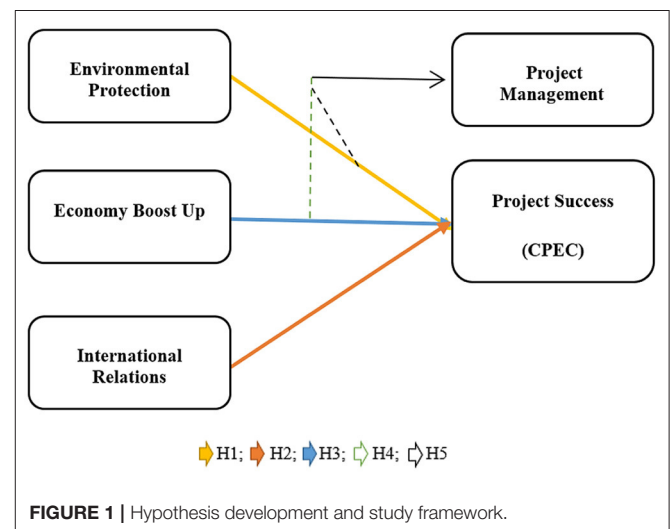 Environmental
Protection
Project
Management
Economy Boost Up
Project Success
(CPEC)
International
Relations
H1; H2; H3; H4; H5
FIGURE 1 | Hypothesis development and study framework.